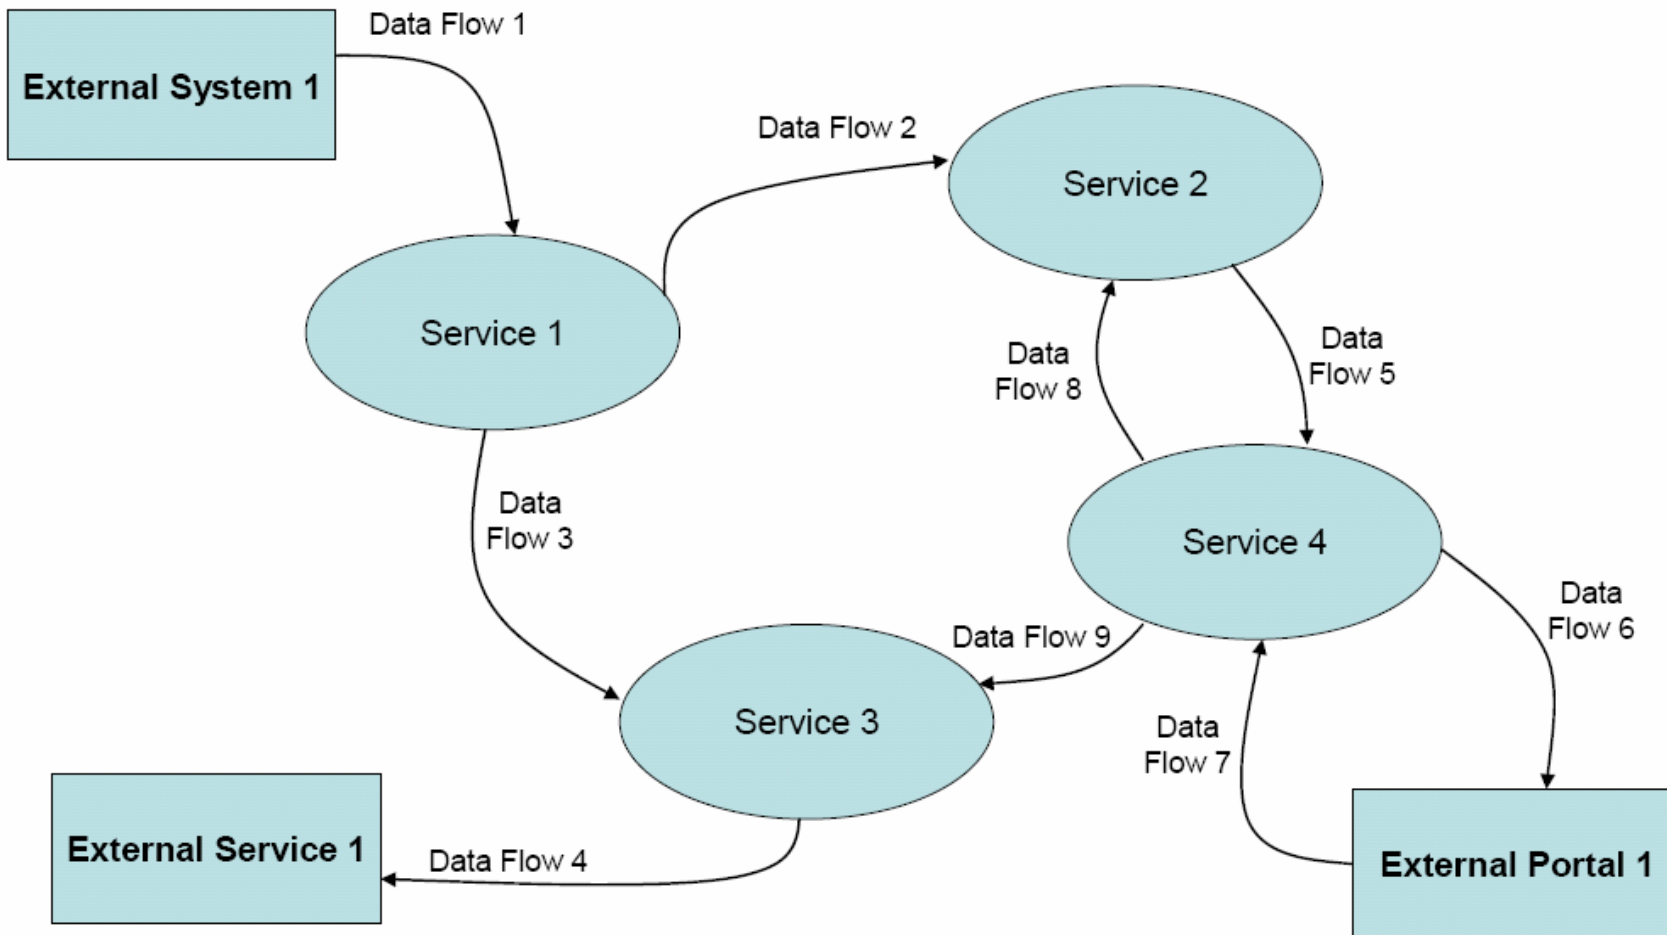 Data Flow 1
External System 1
Data Flow 2
Service 2
Service 1
Data
Flow 8
Data
Flow 5
Data
Flow 3
Service 4
Data Flow 9
Data
Flow 6
Service 3
Data
Flow 7
External Service 1
Data Flow 4
External Portal 1